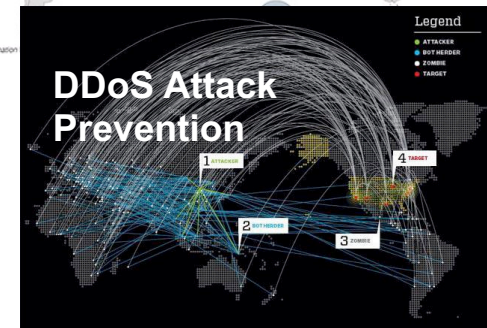 Legend
ATTACKER
BOT HERDER
ZOMBIE
TARGET
DDoS Attack
Prevention
1 ATTACKER
4 TARGET
2 BOT HERDER
3 ZOMBIE